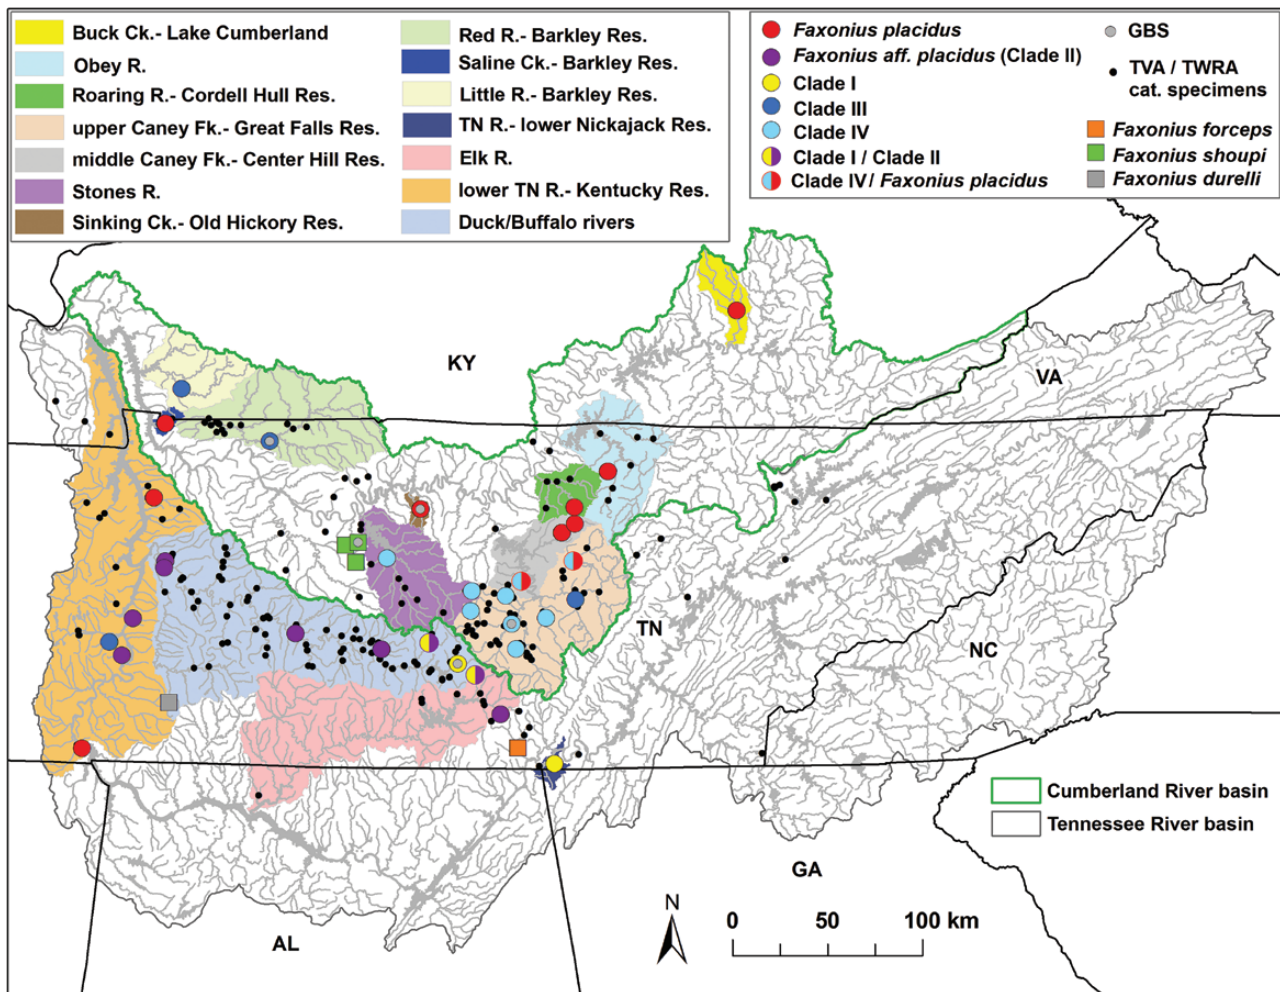 Buck Ck.- Lake Cumberland
Obey R.
Roaring R.- Cordell Hull Res.
upper Caney Fk.- Great Falls Res.
middle Caney Fk.- Center Hill Res.
Stones R.
Sinking Ck.- Old Hickory Res.
Red R.- Barkley Res.
Saline Ck.- Barkley Res.
Little R.- Barkley Res.
TN R.- lower Nickajack Res.
Elk R.
lower TN R.- Kentucky Res.
Duck/Buffalo rivers
Faxonius placidus
Faxonius aff. placidus (Clade II)
Clade I
Clade III
Clade IV
Clade I / Clade II
Clade IV/ Faxonius placidus
GBS
TVA / TWRA
cat. specimens
Faxonius forceps
Faxonius shoupi
Faxonius durelli
KY
VA
TN
NC
Cumberland River basin
Tennessee River basin
GA
N
0 50 100 km
AL